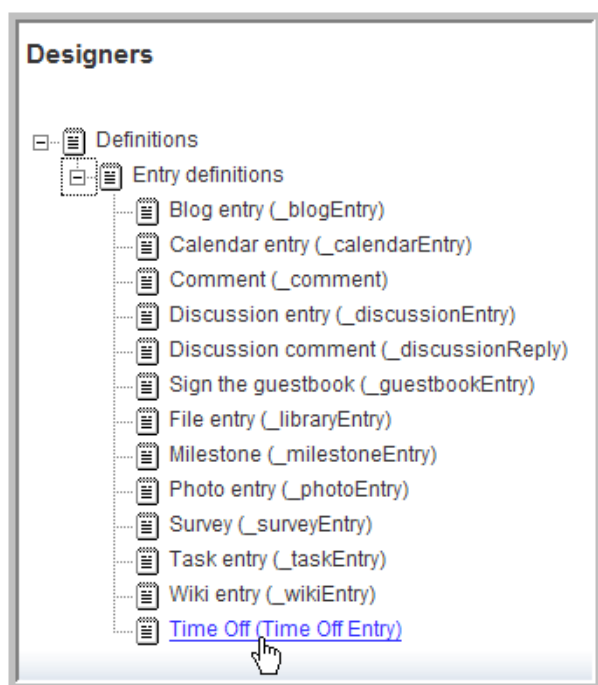 Designers
Definitions
Entry definitions
Blog entry (_blogEntry)
Calendar entry (_calendarEntry)
Comment (_comment)
Discussion entry (_discussionEntry)
Discussion comment (_discussionReply)
Sign the guestbook (_guestbookEntry)
File entry (_libraryEntry)
Milestone (_milestoneEntry)
Photo entry (_photoEntry)
Survey (_surveyEntry)
Task entry (_taskEntry)
Wiki entry (_wikiEntry)
Time Off (Time Off Entry)